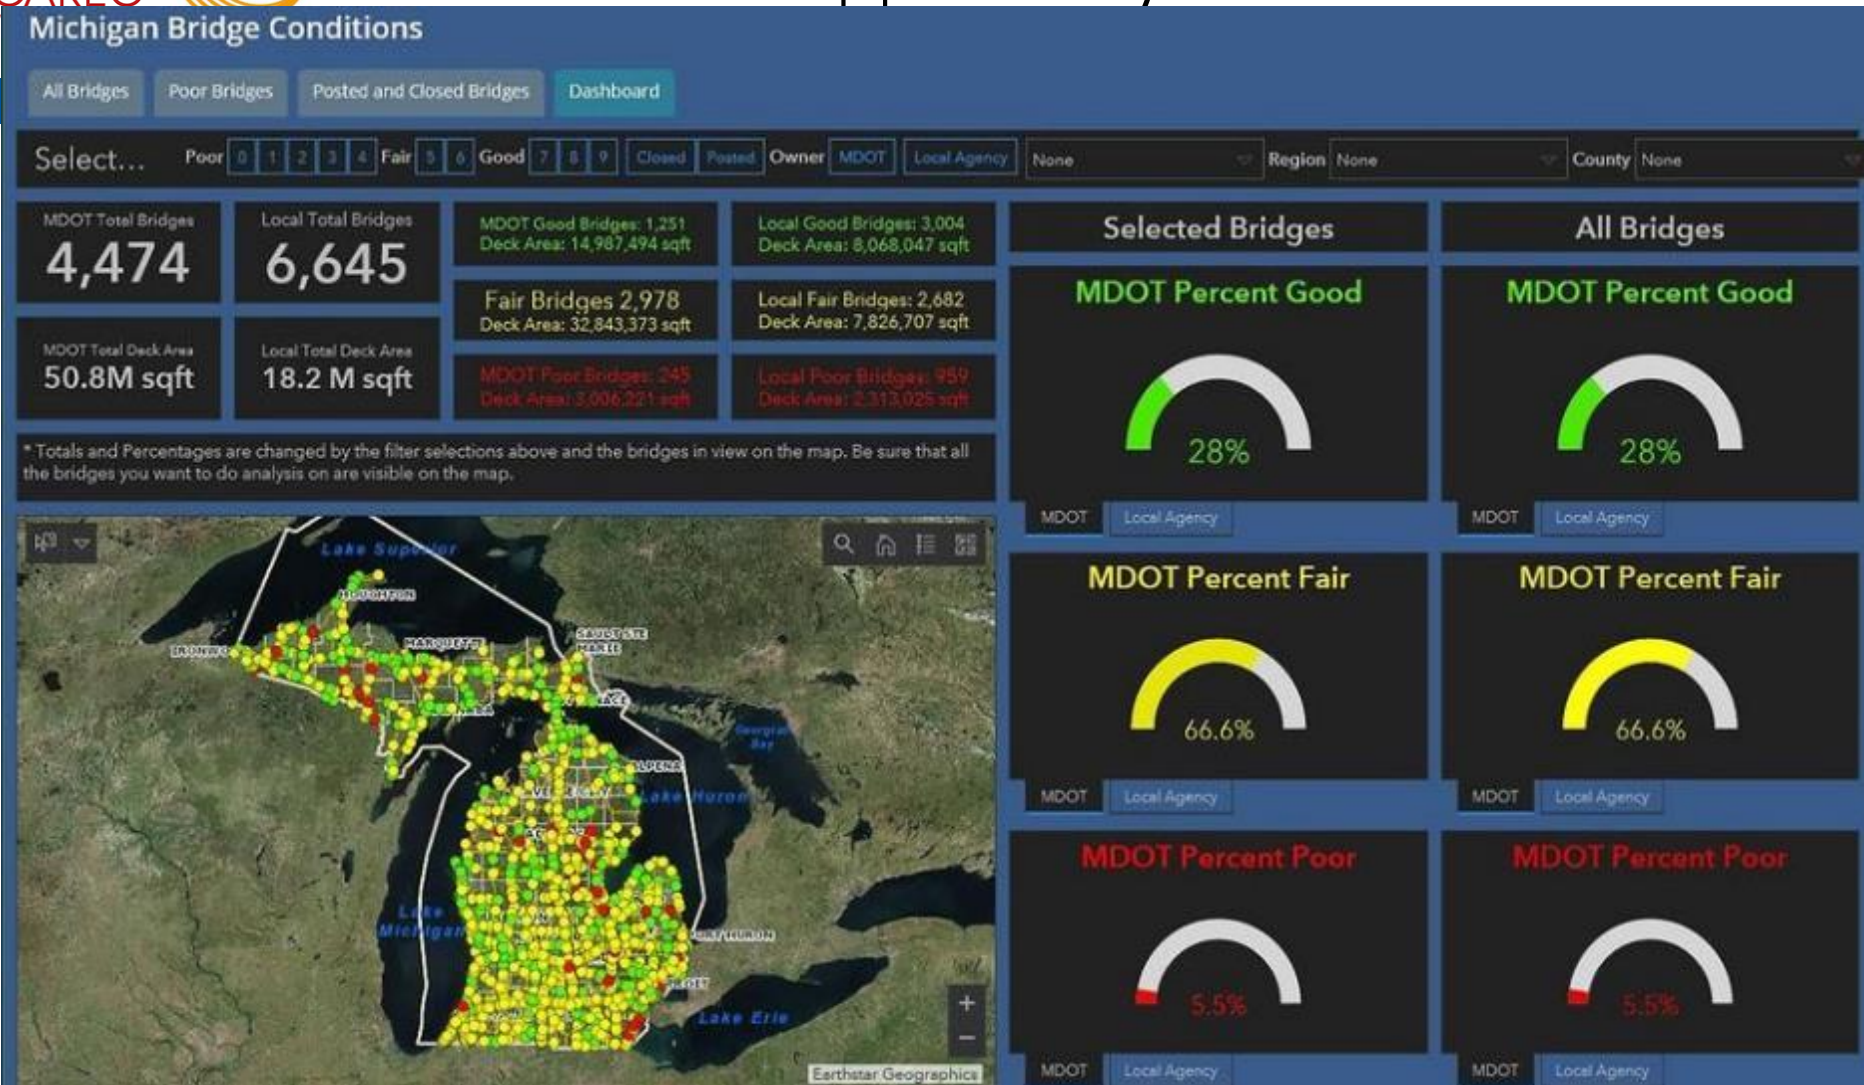 Michigan Bridge Conditions
All Bridges
Poor Bridges
Posted and Closed Bridges
Dashboard
Select...
Poor 0 1 2 3 4 Fair 5 6 Good 7 8 9 Closed Posted Owner MDOT Local Agency None Region None County None
MDOT Total Bridges
4,474
Local Total Bridges
6,645
MDOT Total Deck Area
50.8M sqft
Local Total Deck Area
18.2 M sqft
MDOT Good Bridges: 1,251
Deck Area: 14,987,494 sqft
Local Good Bridges: 3,004
Deck Area: 8,068,047 sqft
Fair Bridges 2,978
Deck Area: 32,843,373 sqft
Local Fair Bridges: 2,682
Deck Area: 7,826,707 sqft
MDOT Poor Bridges: 245
Deck Area: 3,006,221 sqft
Local Poor Bridges: 959
Deck Area: 2,313,025 sqft
* Totals and Percentages are changed by the filter selections above and the bridges in view on the map. Be sure that all
the bridges you want to do analysis on are visible on the map.
Lake Superior
HOUGHTON
MARQUETTE
SAULT STE
MARIE
IRONWO
Georgian
Bay
ALPENA
Lake Huron
Lake
Michigan
Lake Erie
+
−
Earthstar Geographics
Selected Bridges
MDOT Percent Good
28%
MDOT
Local Agency
MDOT Percent Fair
66.6%
MDOT
Local Agency
MDOT Percent Poor
5.5%
MDOT
Local Agency
All Bridges
MDOT Percent Good
28%
MDOT
Local Agency
MDOT Percent Fair
66.6%
MDOT
Local Agency
MDOT Percent Poor
5.5%
MDOT
Local Agency